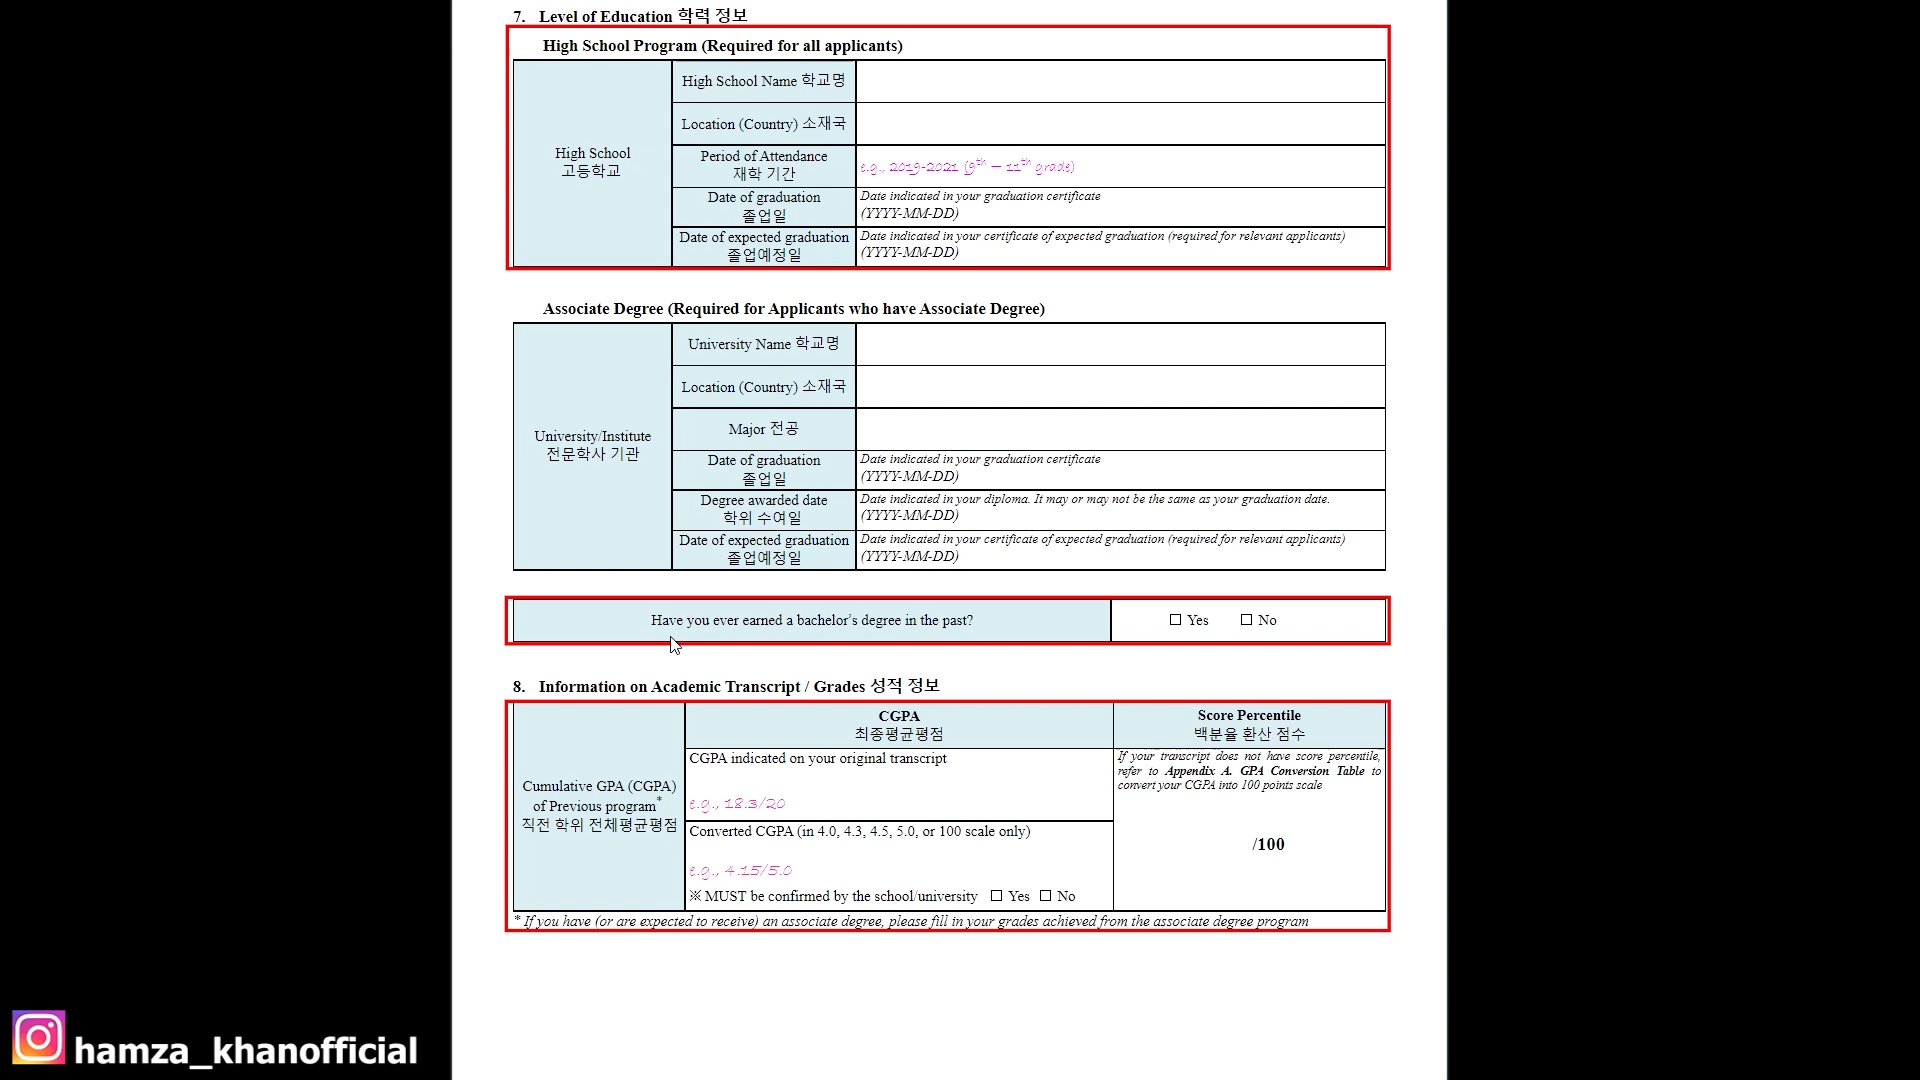 7. Level of Education 학력 정보
High School Program (Required for all applicants)
High School
고등학교
High School Name 학교명
Location (Country) 소재국
Period of Attendance
재학 기간
e.g., 2019-2021 (9th – 11th grade)
Date of graduation
졸업일
Date indicated in your graduation certificate
(YYYY-MM-DD)
Date of expected graduation
졸업예정일
Date indicated in your certificate of expected graduation (required for relevant applicants)
(YYYY-MM-DD)
Associate Degree (Required for Applicants who have Associate Degree)
University/Institute
전문학사 기관
University Name 학교명
Location (Country) 소재국
Major 전공
Date of graduation
졸업일
Date indicated in your graduation certificate
(YYYY-MM-DD)
Degree awarded date
학위 수여일
Date indicated in your diploma. It may or may not be the same as your graduation date.
(YYYY-MM-DD)
Date of expected graduation
졸업예정일
Date indicated in your certificate of expected graduation (required for relevant applicants)
(YYYY-MM-DD)
Have you ever earned a bachelor's degree in the past? ☐ Yes ☐ No
8. Information on Academic Transcript / Grades 성적 정보
Cumulative GPA (CGPA)
of Previous program*
직전 학위 전체평균평점
CGPA
최종평균평점
Score Percentile
백분율 환산 점수
CGPA indicated on your original transcript
e.g., 18.3/20
Converted CGPA (in 4.0, 4.3, 4.5, 5.0, or 100 scale only)
e.g., 4.15/5.0
※ MUST be confirmed by the school/university ☐ Yes ☐ No
If your transcript does not have score percentile,
refer to Appendix A. GPA Conversion Table to
convert your CGPA into 100 points scale
/100
* If you have (or are expected to receive) an associate degree, please fill in your grades achieved from the associate degree program
hamza_khanofficial